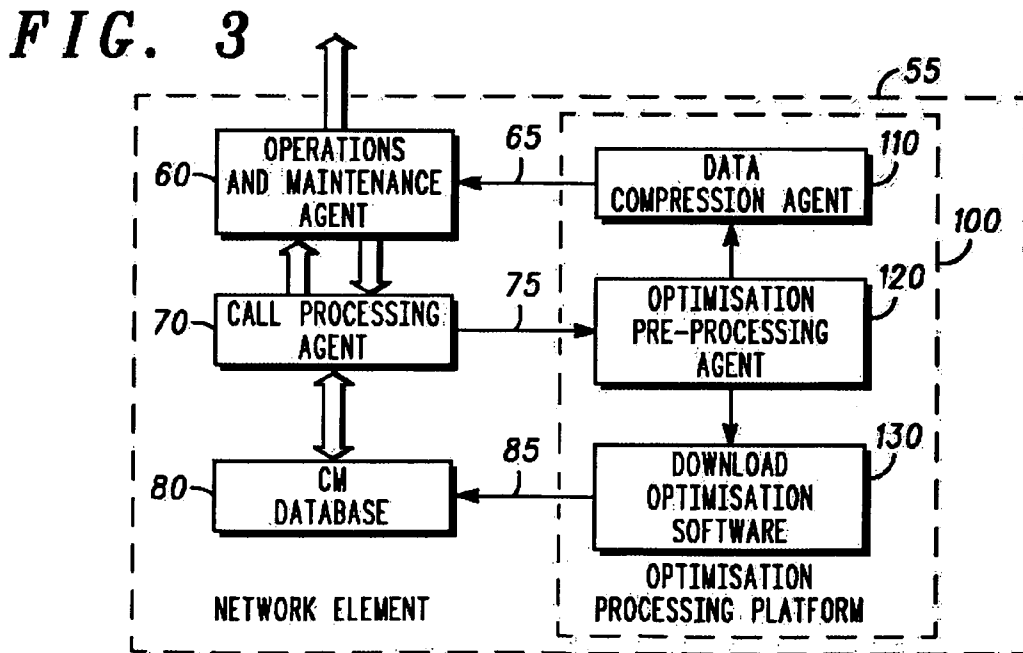 FIG. 3
55
OPERATIONS
AND MAINTENANCE
AGENT
60
65
DATA
COMPRESSION AGENT
110
100
CALL PROCESSING
AGENT
70
75
OPTIMISATION
PRE-PROCESSING
AGENT
120
CM
DATABASE
80
85
DOWNLOAD
OPTIMISATION
SOFTWARE
130
NETWORK ELEMENT
OPTIMISATION
PROCESSING PLATFORM